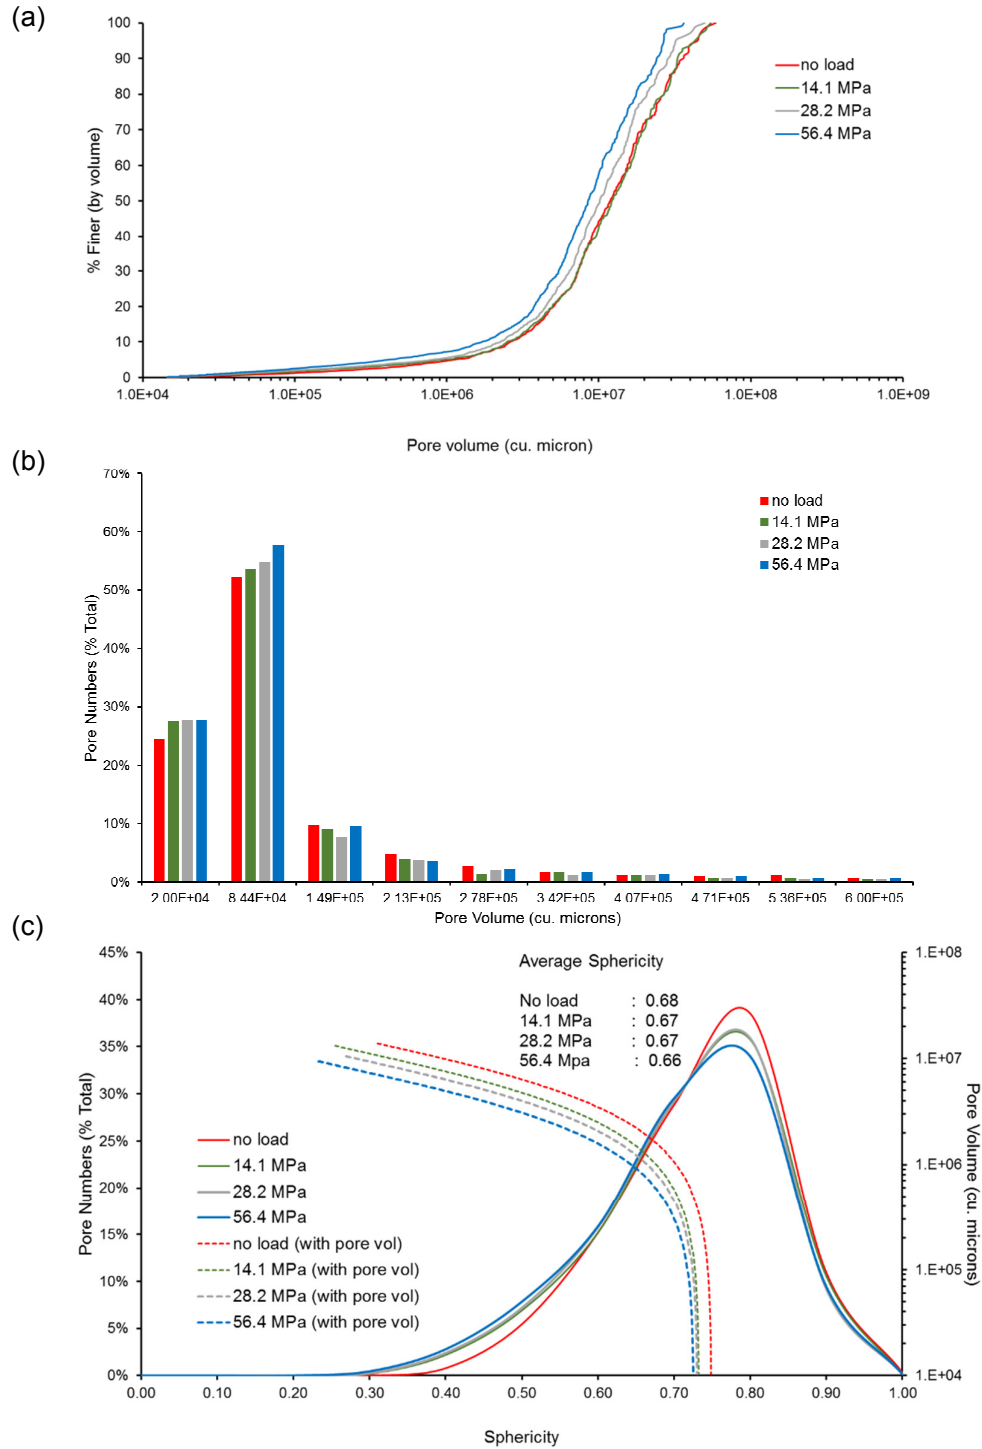 (a)
100
90
80
70
60
50
40
30
20
10
0
% Finer (by volume)
no load
14.1 MPa
28.2 MPa
56.4 MPa
1.0E+04 1.0E+05 1.0E+06 1.0E+07 1.0E+08 1.0E+09
Pore volume (cu. micron)
(b)
70%
60%
50%
40%
30%
20%
10%
0%
Pore Numbers (% Total)
no load
14.1 MPa
28.2 MPa
56.4 MPa
2.00E+04 8.44E+04 1.49E+05 2.13E+05 2.78E+05 3.42E+05 4.07E+05 4.71E+05 5.36E+05 6.00E+05
Pore Volume (cu. microns)
(c)
45%
40%
35%
30%
25%
20%
15%
10%
5%
0%
Pore Numbers (% Total)
Average Sphericity
No load : 0.68
14.1 MPa : 0.67
28.2 MPa : 0.67
56.4 Mpa : 0.66
no load
14.1 MPa
28.2 MPa
56.4 MPa
no load (with pore vol)
14.1 MPa (with pore vol)
28.2 MPa (with pore vol)
56.4 MPa (with pore vol)
1.E+08
1.E+07
1.E+06
1.E+05
1.E+04
Pore Volume (cu. microns)
0.00 0.10 0.20 0.30 0.40 0.50 0.60 0.70 0.80 0.90 1.00
Sphericity